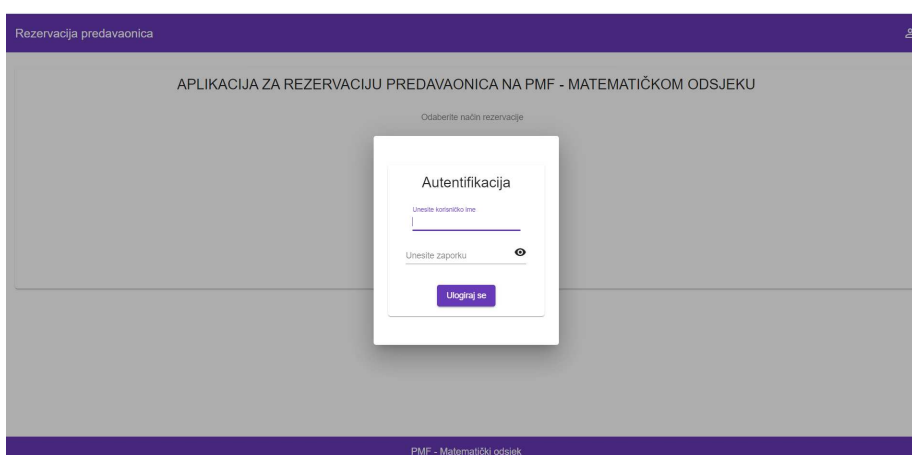 Rezervacija predavaonica
APLIKACIJA ZA REZERVACIJU PREDAVAONICA NA PMF - MATEMATIČKOM ODSJEKU
Odaberite način rezervacije
Autentifikacija
Unesite korisničko ime
Unesite zaporku
Ulogiraj se
PMF - Matematički odsjek